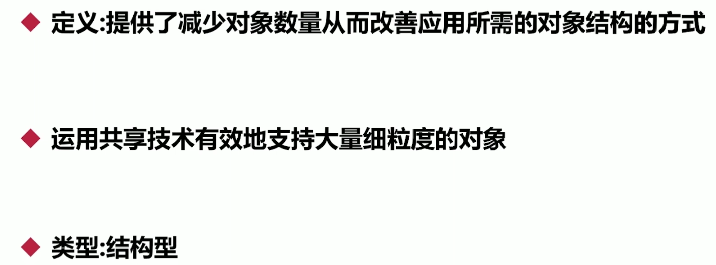 定义:提供了减少对象数量从而改善应用所需的对象结构的方式
运用共享技术有效地支持大量细粒度的对象
类型:结构型